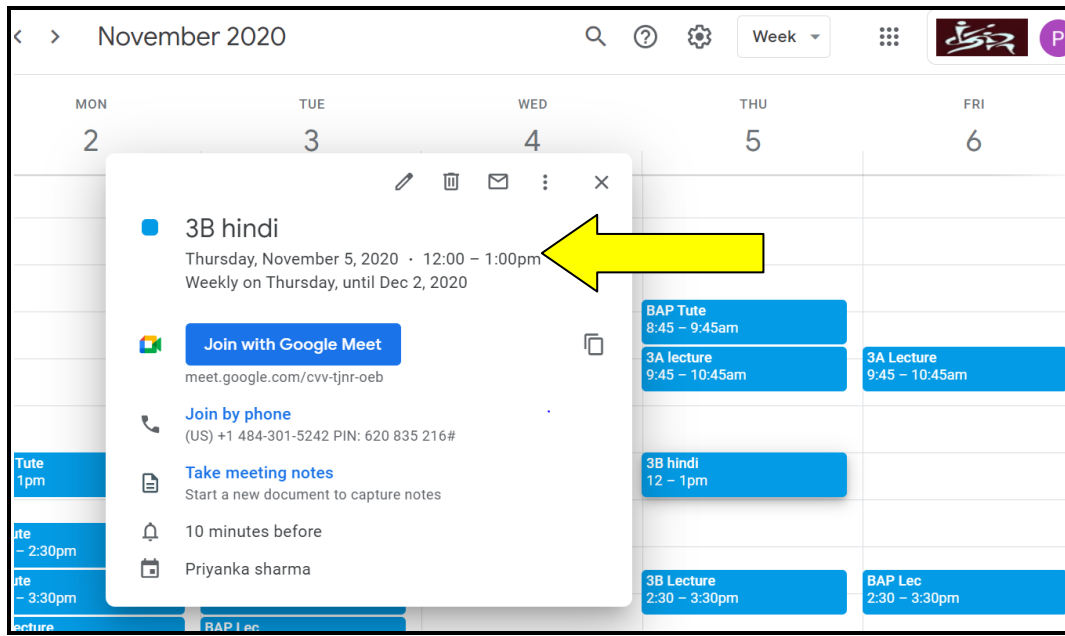 November 2020
Week
P
MON
TUE
WED
THU
FRI
2
3
4
5
6
3B hindi
Thursday, November 5, 2020 · 12:00 – 1:00pm
Weekly on Thursday, until Dec 2, 2020
Join with Google Meet
meet.google.com/cvv-tjnr-oeb
Join by phone
(US) +1 484-301-5242 PIN: 620 835 216#
Take meeting notes
Start a new document to capture notes
10 minutes before
Priyanka sharma
Tute
1pm
ute
– 2:30pm
ute
– 3:30pm
ecture
BAP Lec
BAP Tute
8:45 – 9:45am
3A lecture
9:45 – 10:45am
3B hindi
12 – 1pm
3B Lecture
2:30 – 3:30pm
3A Lecture
9:45 – 10:45am
BAP Lec
2:30 – 3:30pm